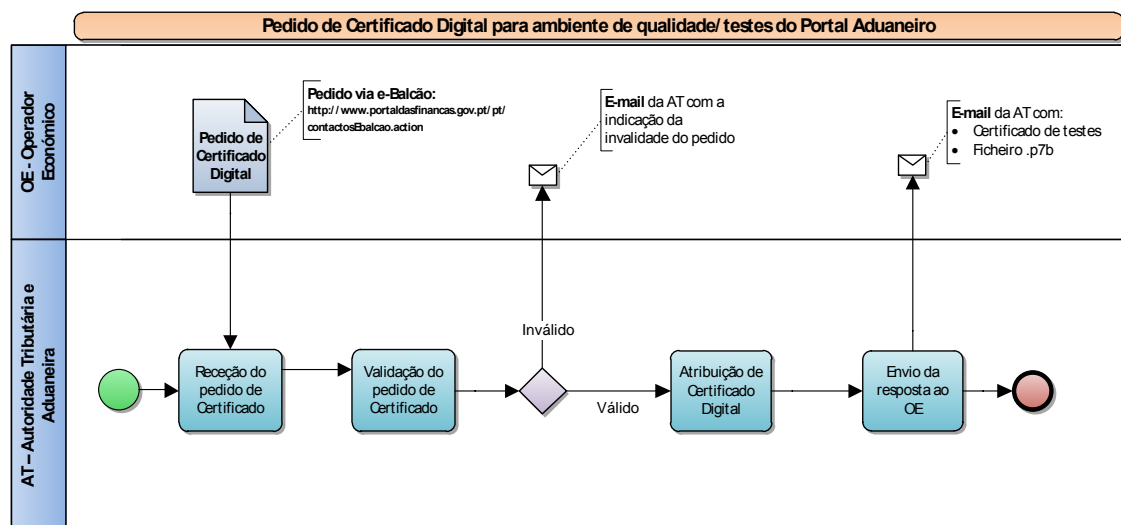 Pedido de Certificado Digital para ambiente de qualidade/ testes do Portal Aduaneiro
OE - Operador
Económico
Pedido de
Certificado
Digital
Pedido via e-Balcão:
http://www.portaldasfinancas.gov.pt/pt/
contactosEbalcao.action
E-mail da AT com a
indicação da
invalidade do pedido
E-mail da AT com:
• Certificado de testes
• Ficheiro .p7b
AT – Autoridade Tributária e
Aduaneira
Receção do
pedido de
Certificado
Validação do
pedido de
Certificado
Inválido
Válido
Atribuição de
Certificado
Digital
Envio da
resposta ao
OE